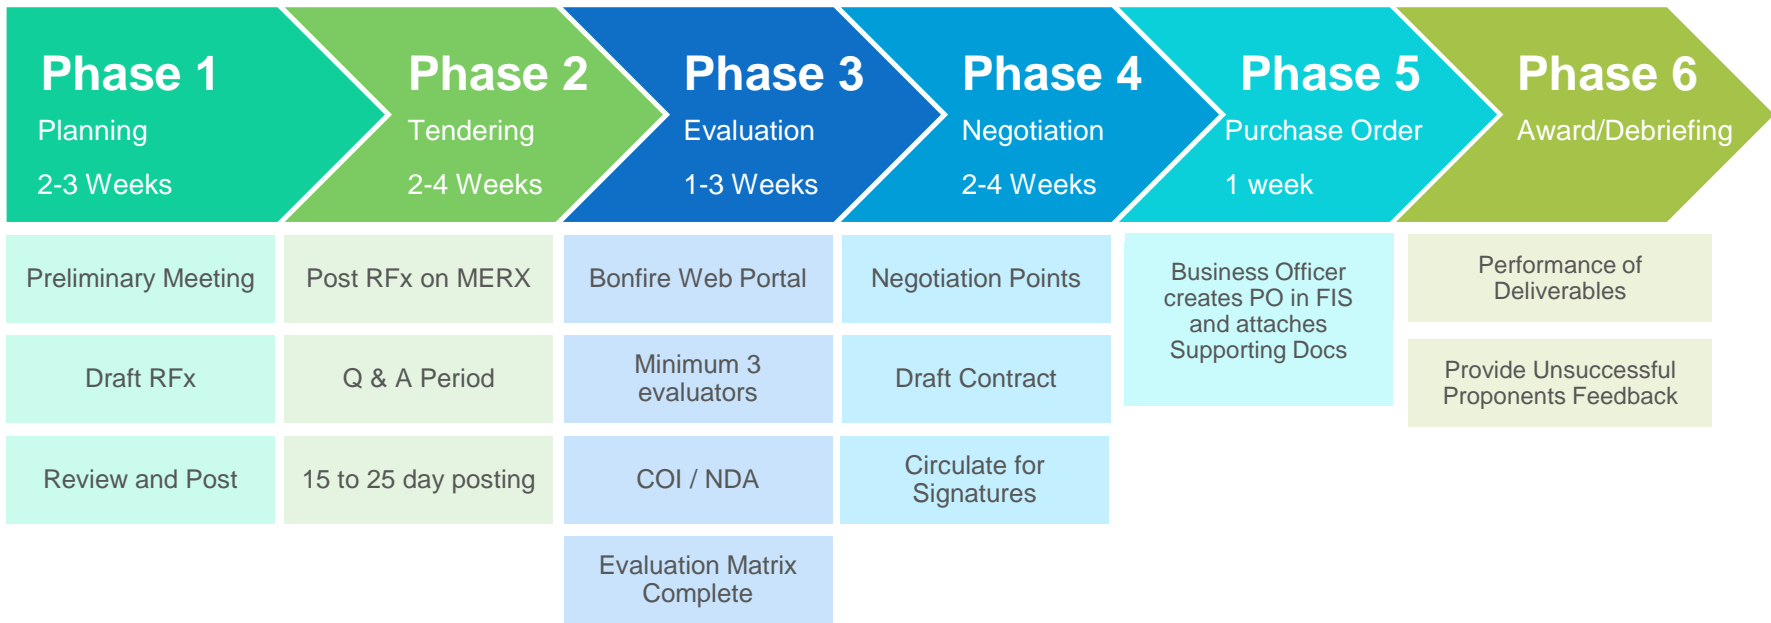 Phase 1
Planning
2-3 Weeks
Preliminary Meeting
Draft RFx
Review and Post
Phase 2
Tendering
2-4 Weeks
Post RFx on MERX
Q & A Period
15 to 25 day posting
Phase 3
Evaluation
1-3 Weeks
Bonfire Web Portal
Minimum 3
evaluators
COI / NDA
Evaluation Matrix
Complete
Phase 4
Negotiation
2-4 Weeks
Negotiation Points
Draft Contract
Circulate for
Signatures
Phase 5
Purchase Order
1 week
Business Officer
creates PO in FIS
and attaches
Supporting Docs
Phase 6
Award/Debriefing
Performance of
Deliverables
Provide Unsuccessful
Proponents Feedback